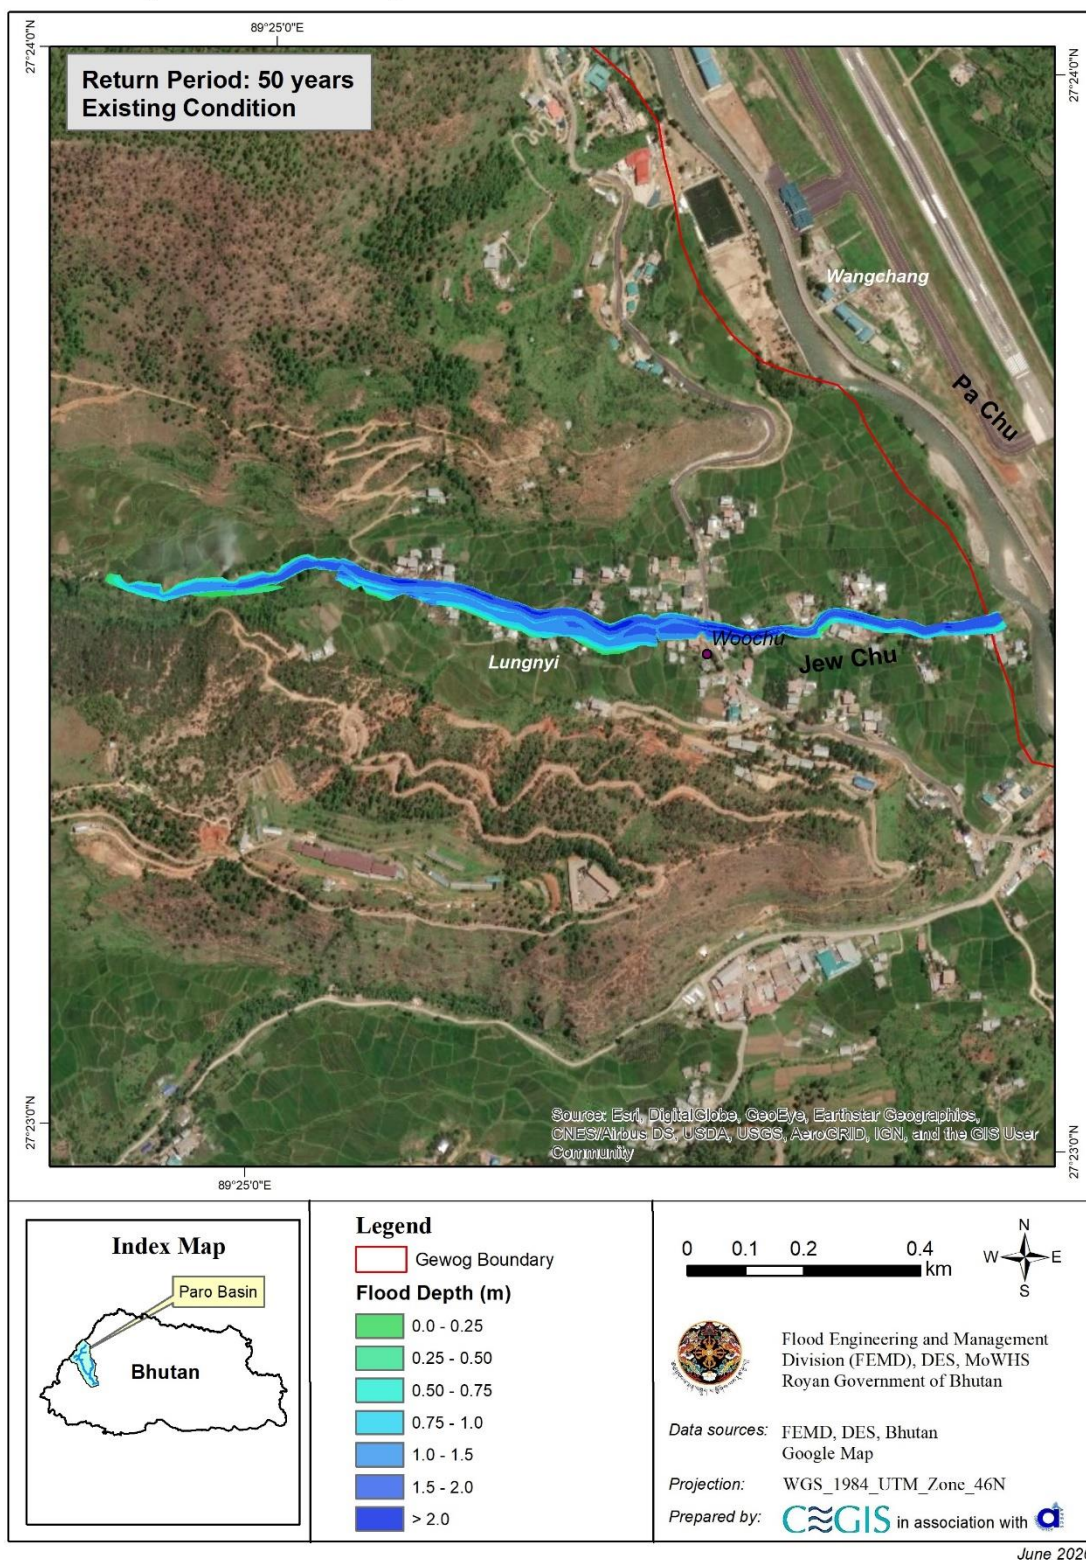 89°25'0"E
27°24'0"N
27°24'0"N
Return Period: 50 years
Existing Condition
Wangchang
Pa Chu
Woochu
Lungnyi
Jew Chu
Source: Esri, DigitalGlobe, GeoEye, Earthstar Geographics,
CNES/Airbus DS, USDA, USGS, AeroGRID, IGN, and the GIS User
Community
27°23'0"N
27°23'0"N
89°25'0"E
Index Map
Paro Basin
Bhutan
Legend
Gewog Boundary
Flood Depth (m)
0.0 - 0.25
0.25 - 0.50
0.50 - 0.75
0.75 - 1.0
1.0 - 1.5
1.5 - 2.0
> 2.0
0 0.1 0.2 0.4
km
N
W E
S
Flood Engineering and Management
Division (FEMD), DES, MoWHS
Royan Government of Bhutan
Data sources: FEMD, DES, Bhutan
Google Map
Projection: WGS_1984_UTM_Zone_46N
Prepared by: CEGIS in association with
June 2020